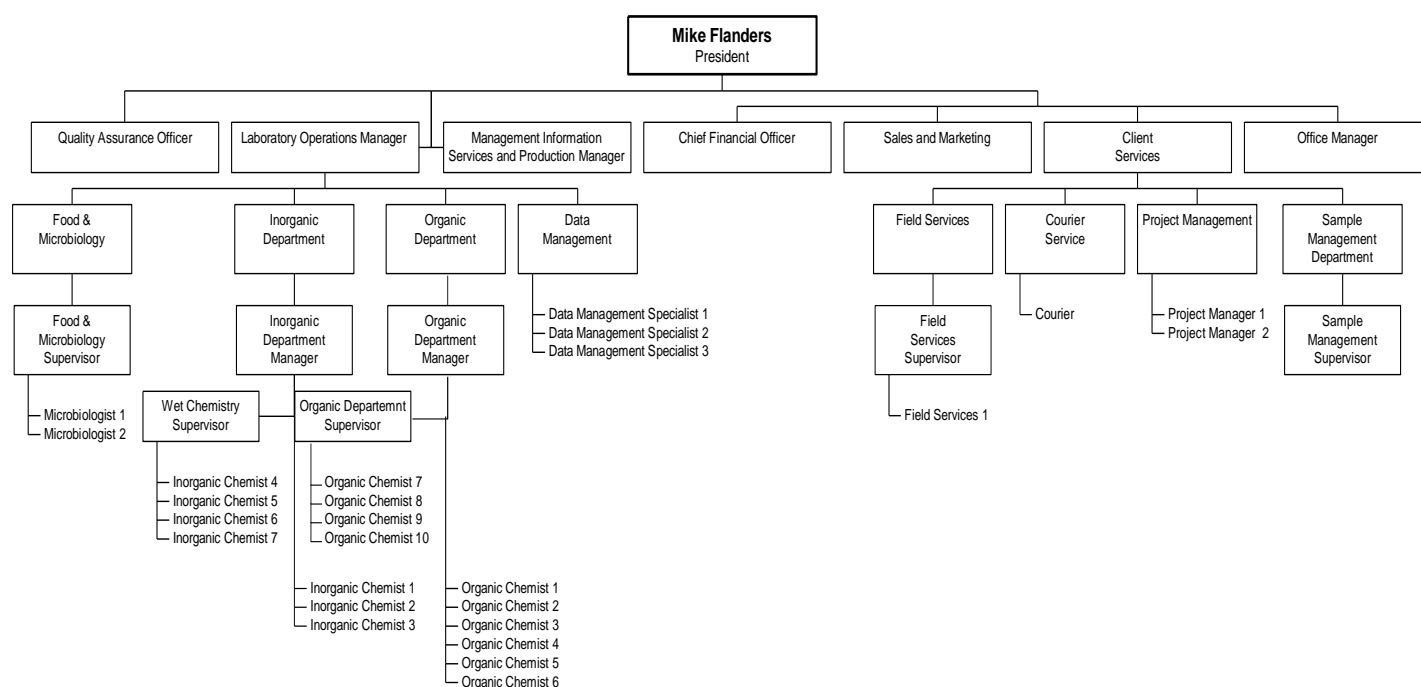 Mike Flanders
President
Quality Assurance Officer
Laboratory Operations Manager
Management Information
Services and Production Manager
Chief Financial Officer
Sales and Marketing
Client
Services
Office Manager
Food &
Microbiology
Inorganic
Department
Organic
Department
Data
Management
Field Services
Courier
Service
Project Management
Sample
Management
Department
Food &
Microbiology
Supervisor
Inorganic
Department
Manager
Organic
Department
Manager
Data Management Specialist 1
Data Management Specialist 2
Data Management Specialist 3
Field
Services
Supervisor
Courier
Project Manager 1
Project Manager 2
Sample
Management
Supervisor
Microbiologist 1
Microbiologist 2
Wet Chemistry
Supervisor
Organic Departemnt
Supervisor
Field Services 1
Inorganic Chemist 4
Inorganic Chemist 5
Inorganic Chemist 6
Inorganic Chemist 7
Organic Chemist 7
Organic Chemist 8
Organic Chemist 9
Organic Chemist 10
Inorganic Chemist 1
Inorganic Chemist 2
Inorganic Chemist 3
Organic Chemist 1
Organic Chemist 2
Organic Chemist 3
Organic Chemist 4
Organic Chemist 5
Organic Chemist 6